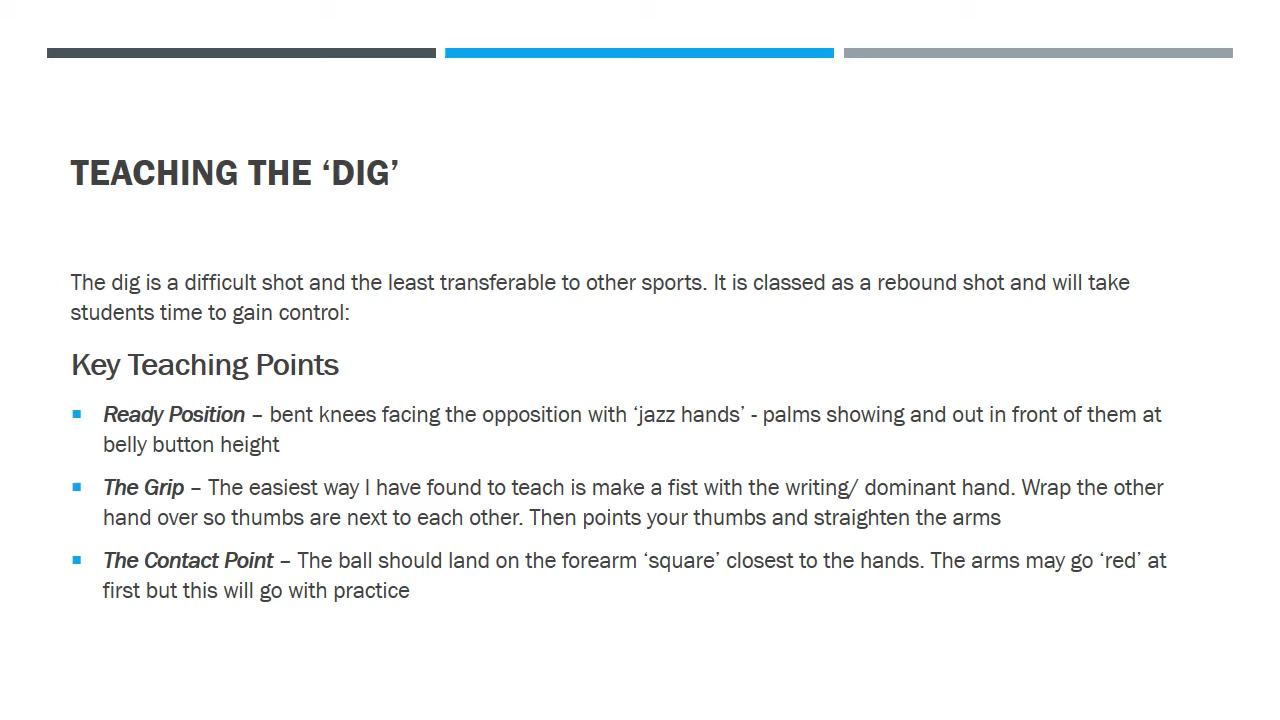 TEACHING THE ‘DIG’
The dig is a difficult shot and the least transferable to other sports. It is classed as a rebound shot and will take
students time to gain control:
Key Teaching Points
▪ Ready Position – bent knees facing the opposition with ‘jazz hands’ - palms showing and out in front of them at
belly button height
▪ The Grip – The easiest way I have found to teach is make a fist with the writing/ dominant hand. Wrap the other
hand over so thumbs are next to each other. Then points your thumbs and straighten the arms
▪ The Contact Point – The ball should land on the forearm ‘square’ closest to the hands. The arms may go ‘red’ at
first but this will go with practice